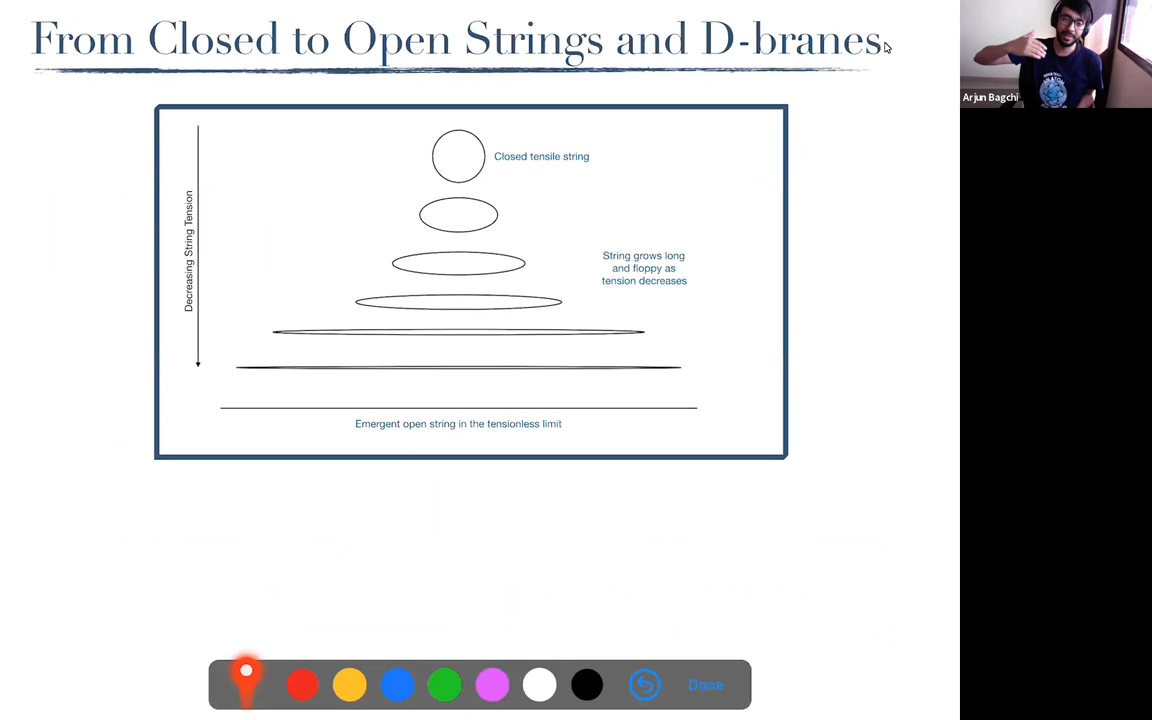 From Closed to Open Strings and D-branes
Arjun Bagchi
Closed tensile string
Decreasing String Tension
String grows long
and floppy as
tension decreases
Emergent open string in the tensionless limit
Done